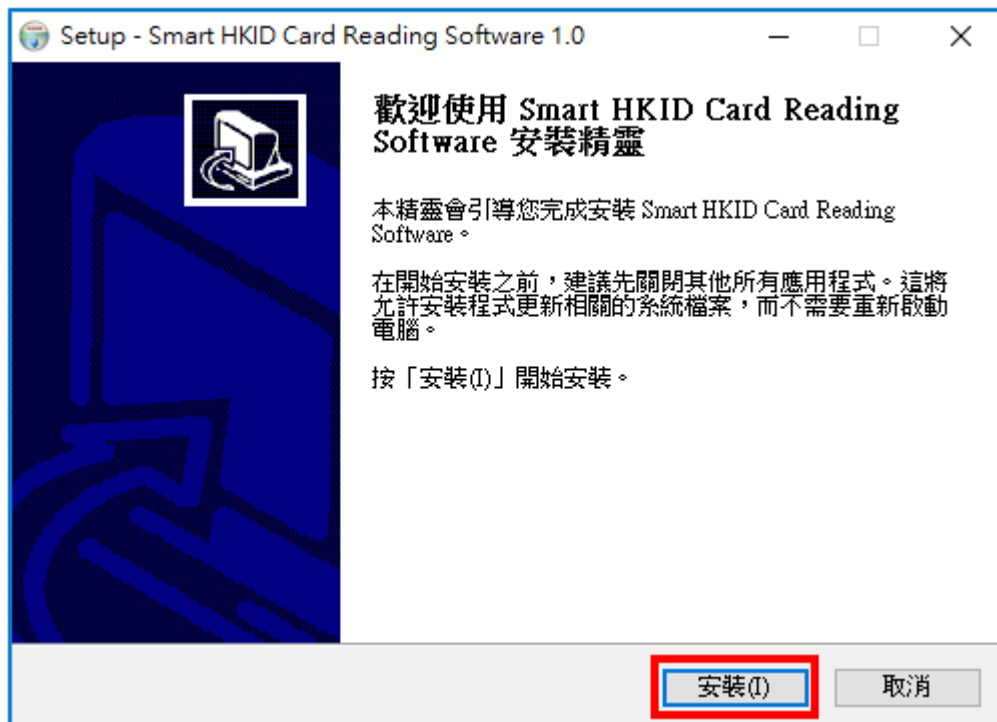 Setup - Smart HKID Card Reading Software 1.0
歡迎使用 Smart HKID Card Reading
Software 安裝精靈
本精靈會引導您完成安裝 Smart HKID Card Reading
Software。
在開始安裝之前，建議先關閉其他所有應用程式。這將
允許安裝程式更新相關的系統檔案，而不需要重新啟動
電腦。
按「安裝(I)」開始安裝。
安裝(I)
取消